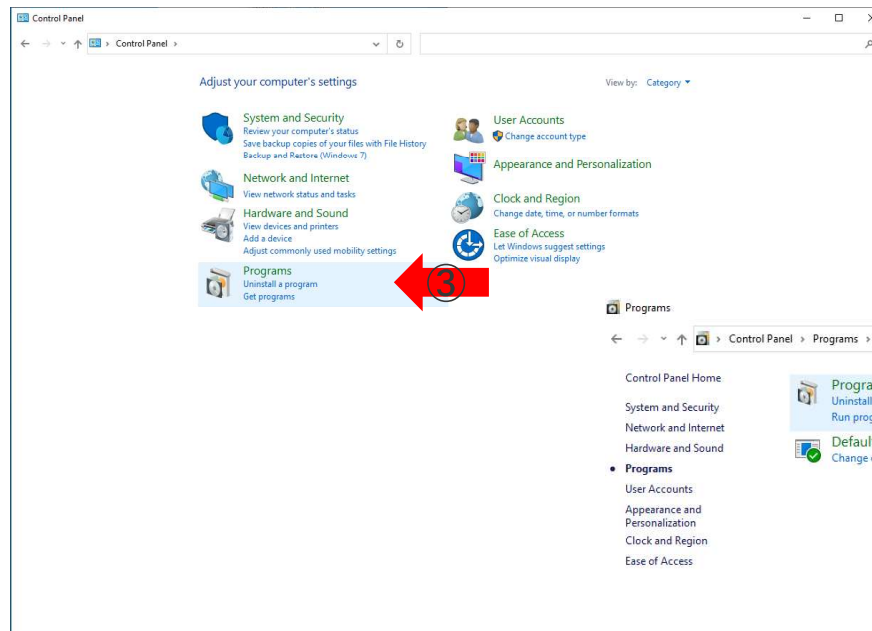 Control Panel
Control Panel
Adjust your computer's settings
View by: Category
System and Security
Review your computer's status
Save backup copies of your files with File History
Backup and Restore (Windows 7)
Network and Internet
View network status and tasks
Hardware and Sound
View devices and printers
Add a device
Adjust commonly used mobility settings
Programs
Uninstall a program
Get programs
User Accounts
Change account type
Appearance and Personalization
Clock and Region
Change date, time, or number formats
Ease of Access
Let Windows suggest settings
Optimize visual display
③
Programs
Control Panel > Programs >
Control Panel Home
System and Security
Network and Internet
Hardware and Sound
Programs
User Accounts
Appearance and
Personalization
Clock and Region
Ease of Access
Progra
Uninstall
Run prog
Defaul
Change